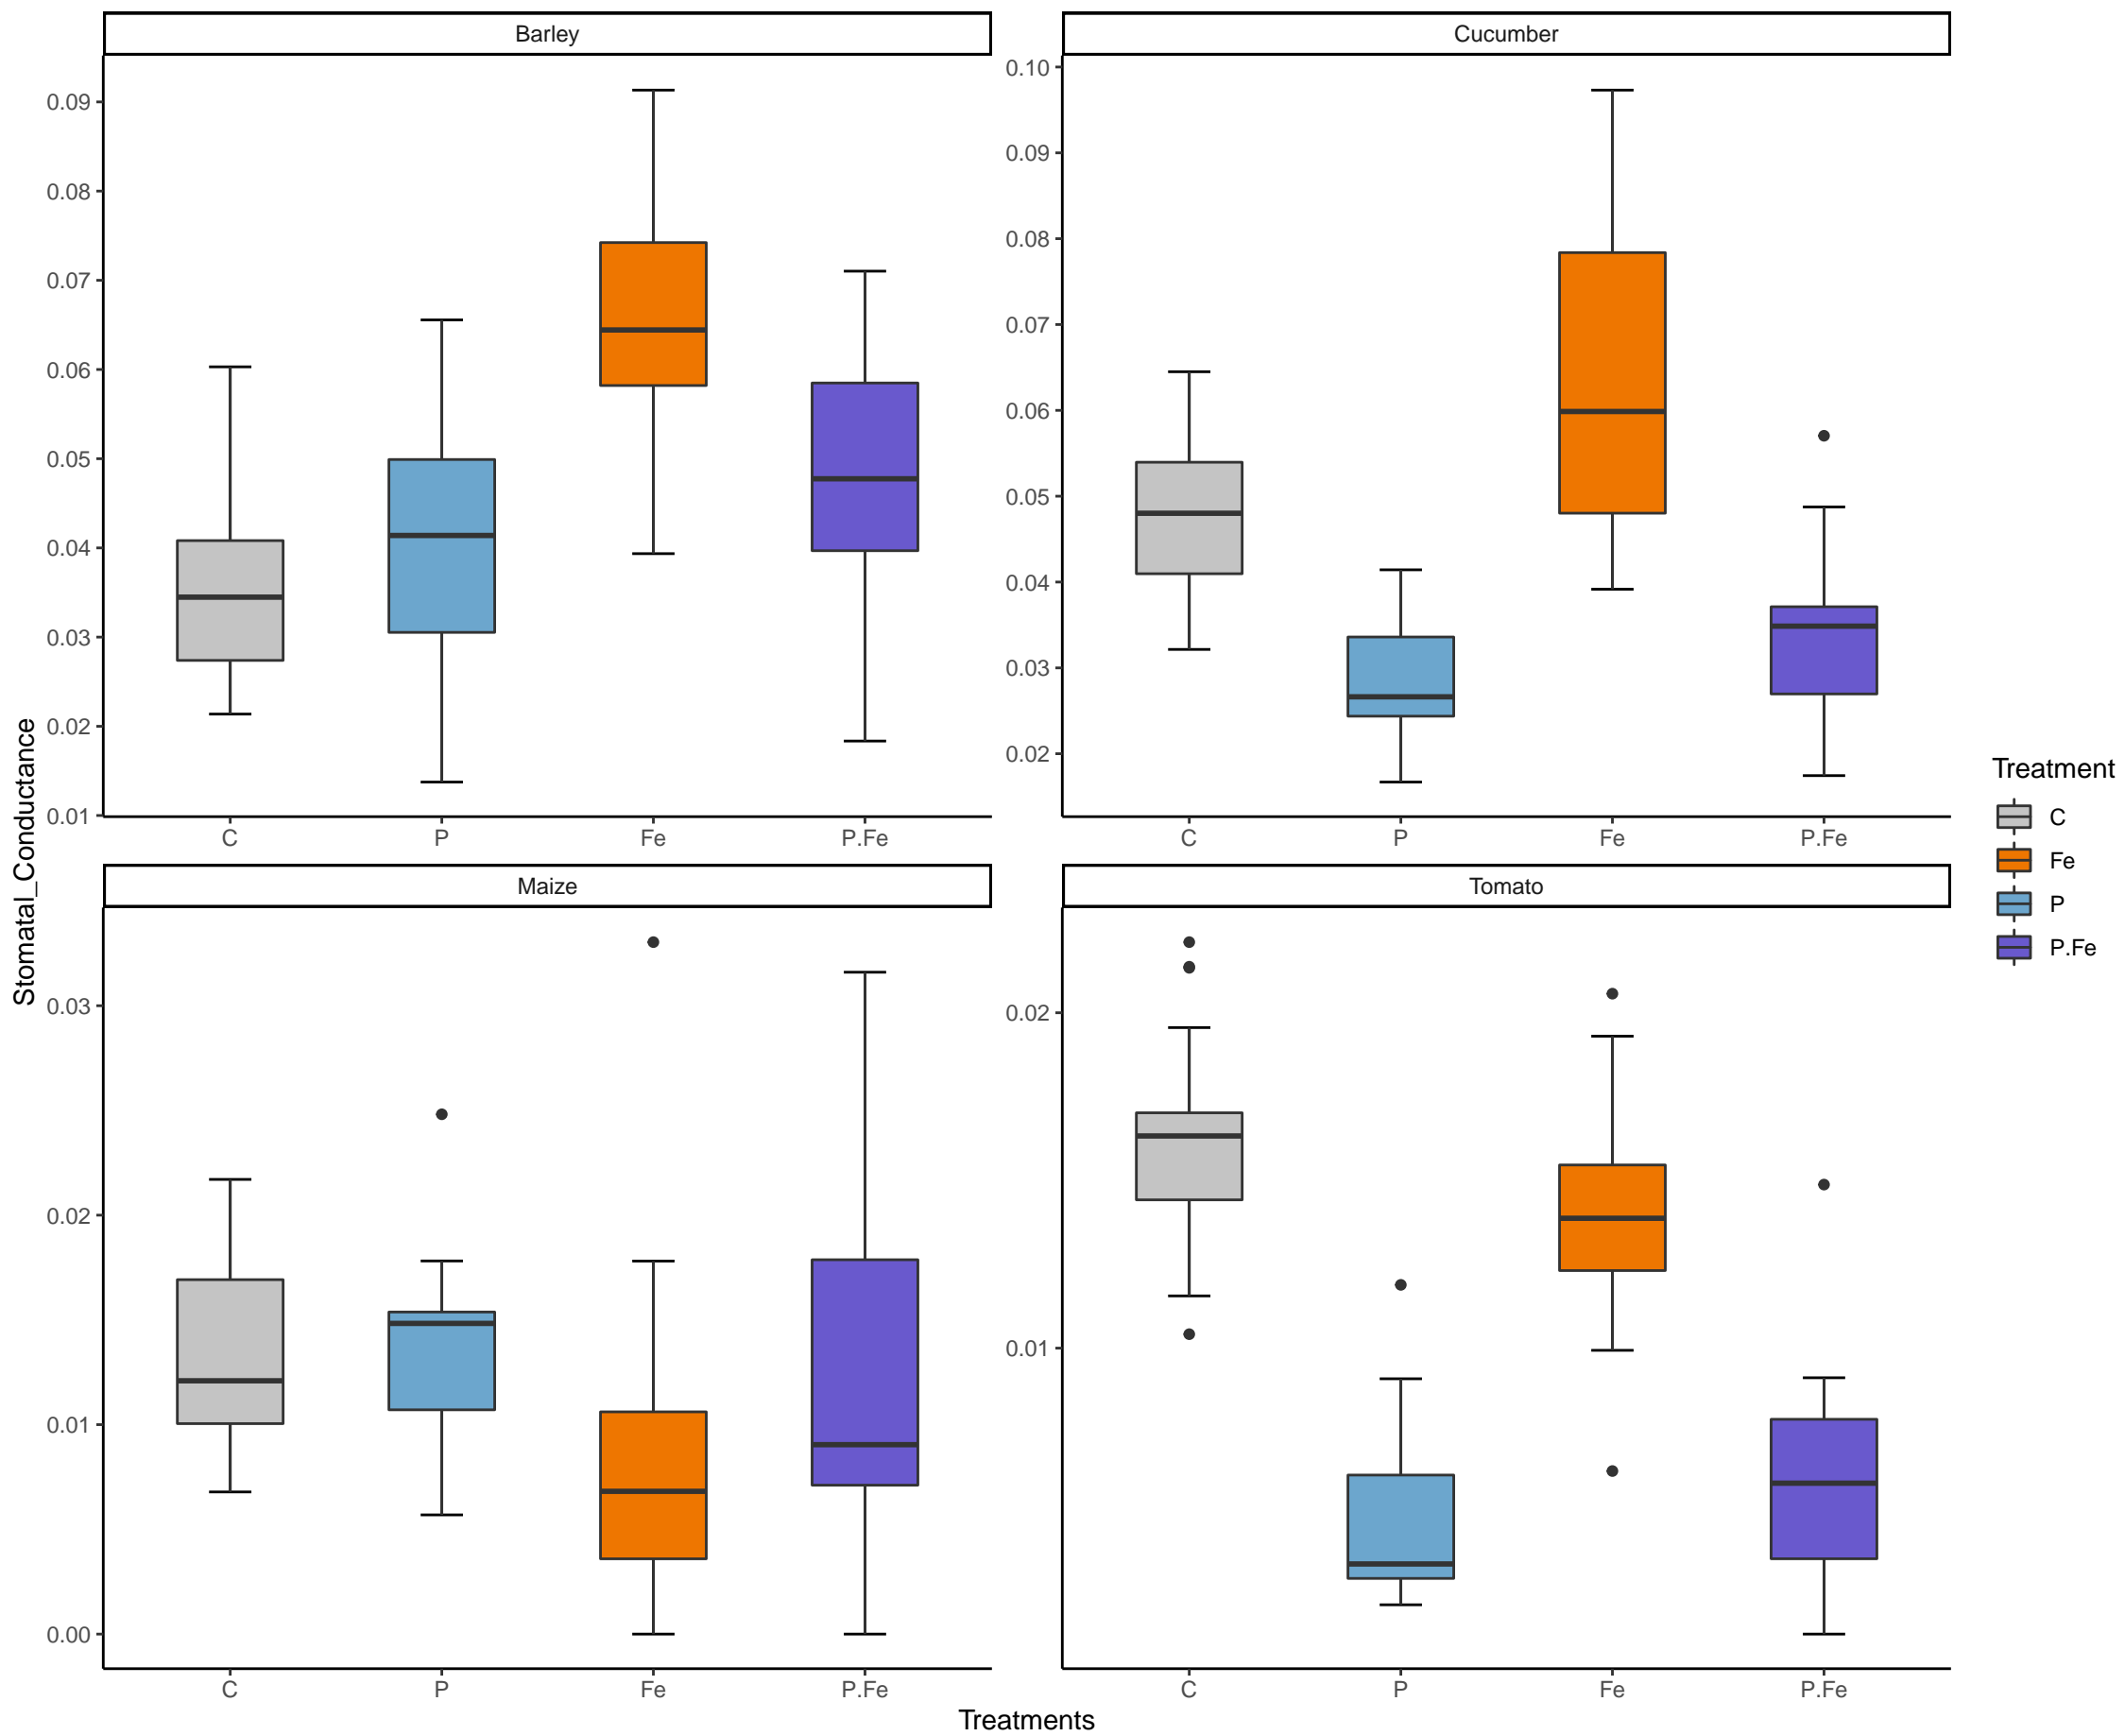 Barley
Cucumber
0.09
0.08
0.07
0.06
0.05
0.04
0.03
0.02
0.01
C P Fe P.Fe
0.10
0.09
0.08
0.07
0.06
0.05
0.04
0.03
0.02
C P Fe P.Fe
Stomatal_Conductance
Maize
Tomato
0.03
0.02
0.01
0.00
C P Fe P.Fe
0.02
0.01
C P Fe P.Fe
Treatments
Treatment
C
Fe
P
P.Fe